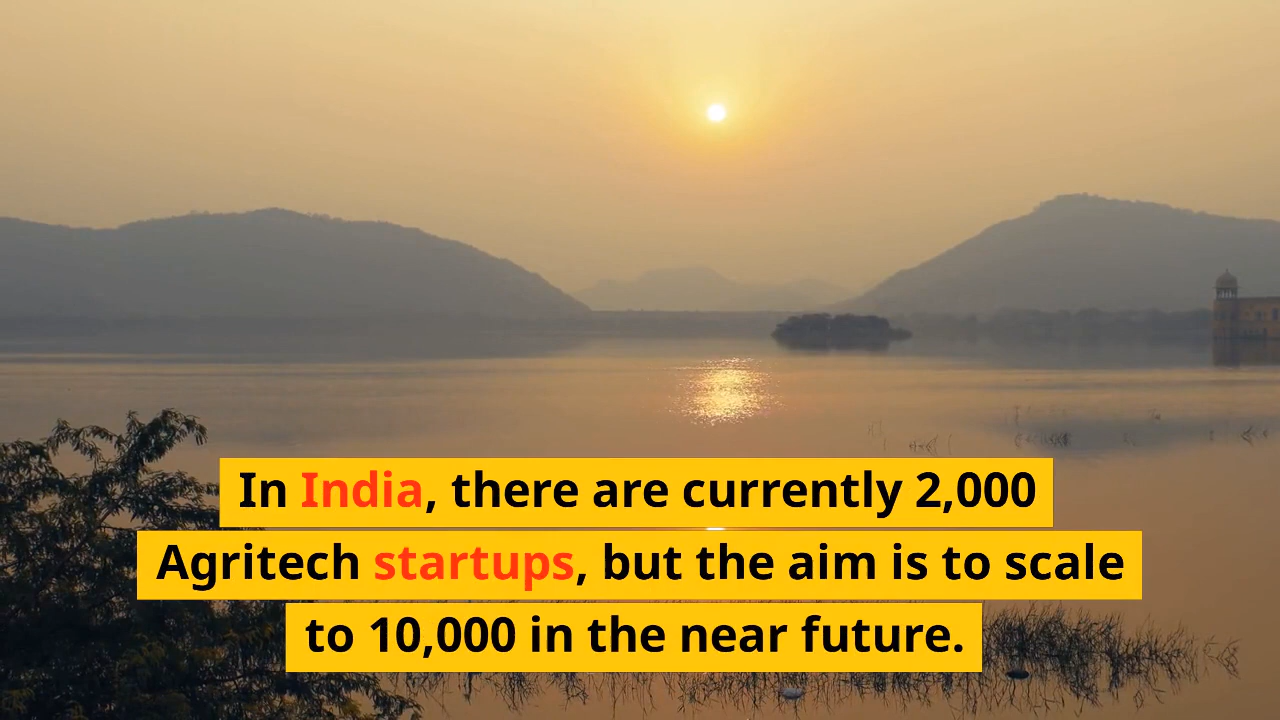 In India, there are currently 2,000
Agritech startups, but the aim is to scale
to 10,000 in the near future.